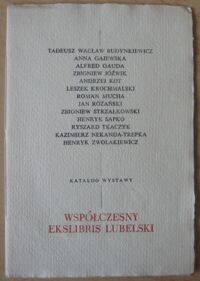 TADEUSZ WACŁAW BUDYNKIEWICZ
ANNA GAJEWSKA
ALFRED GAUDA
ZBIGNIEW JÓŹWIK
ANDRZEJ KOT
LESZEK KROCHMALSKI
ROMAN MUCHA
JAN ROŻAŃSKI
ZBIGNIEW STRZAŁKOWSKI
HENRYK SAPKO
RYSZARD TKACZYK
KAZIMIERZ NEKANDA-TREPKA
HENRYK ZWOLAKIEWICZ
KATALOG WYSTAWY
WSPÓŁCZESNY
EKSLIBRIS LUBELSKI